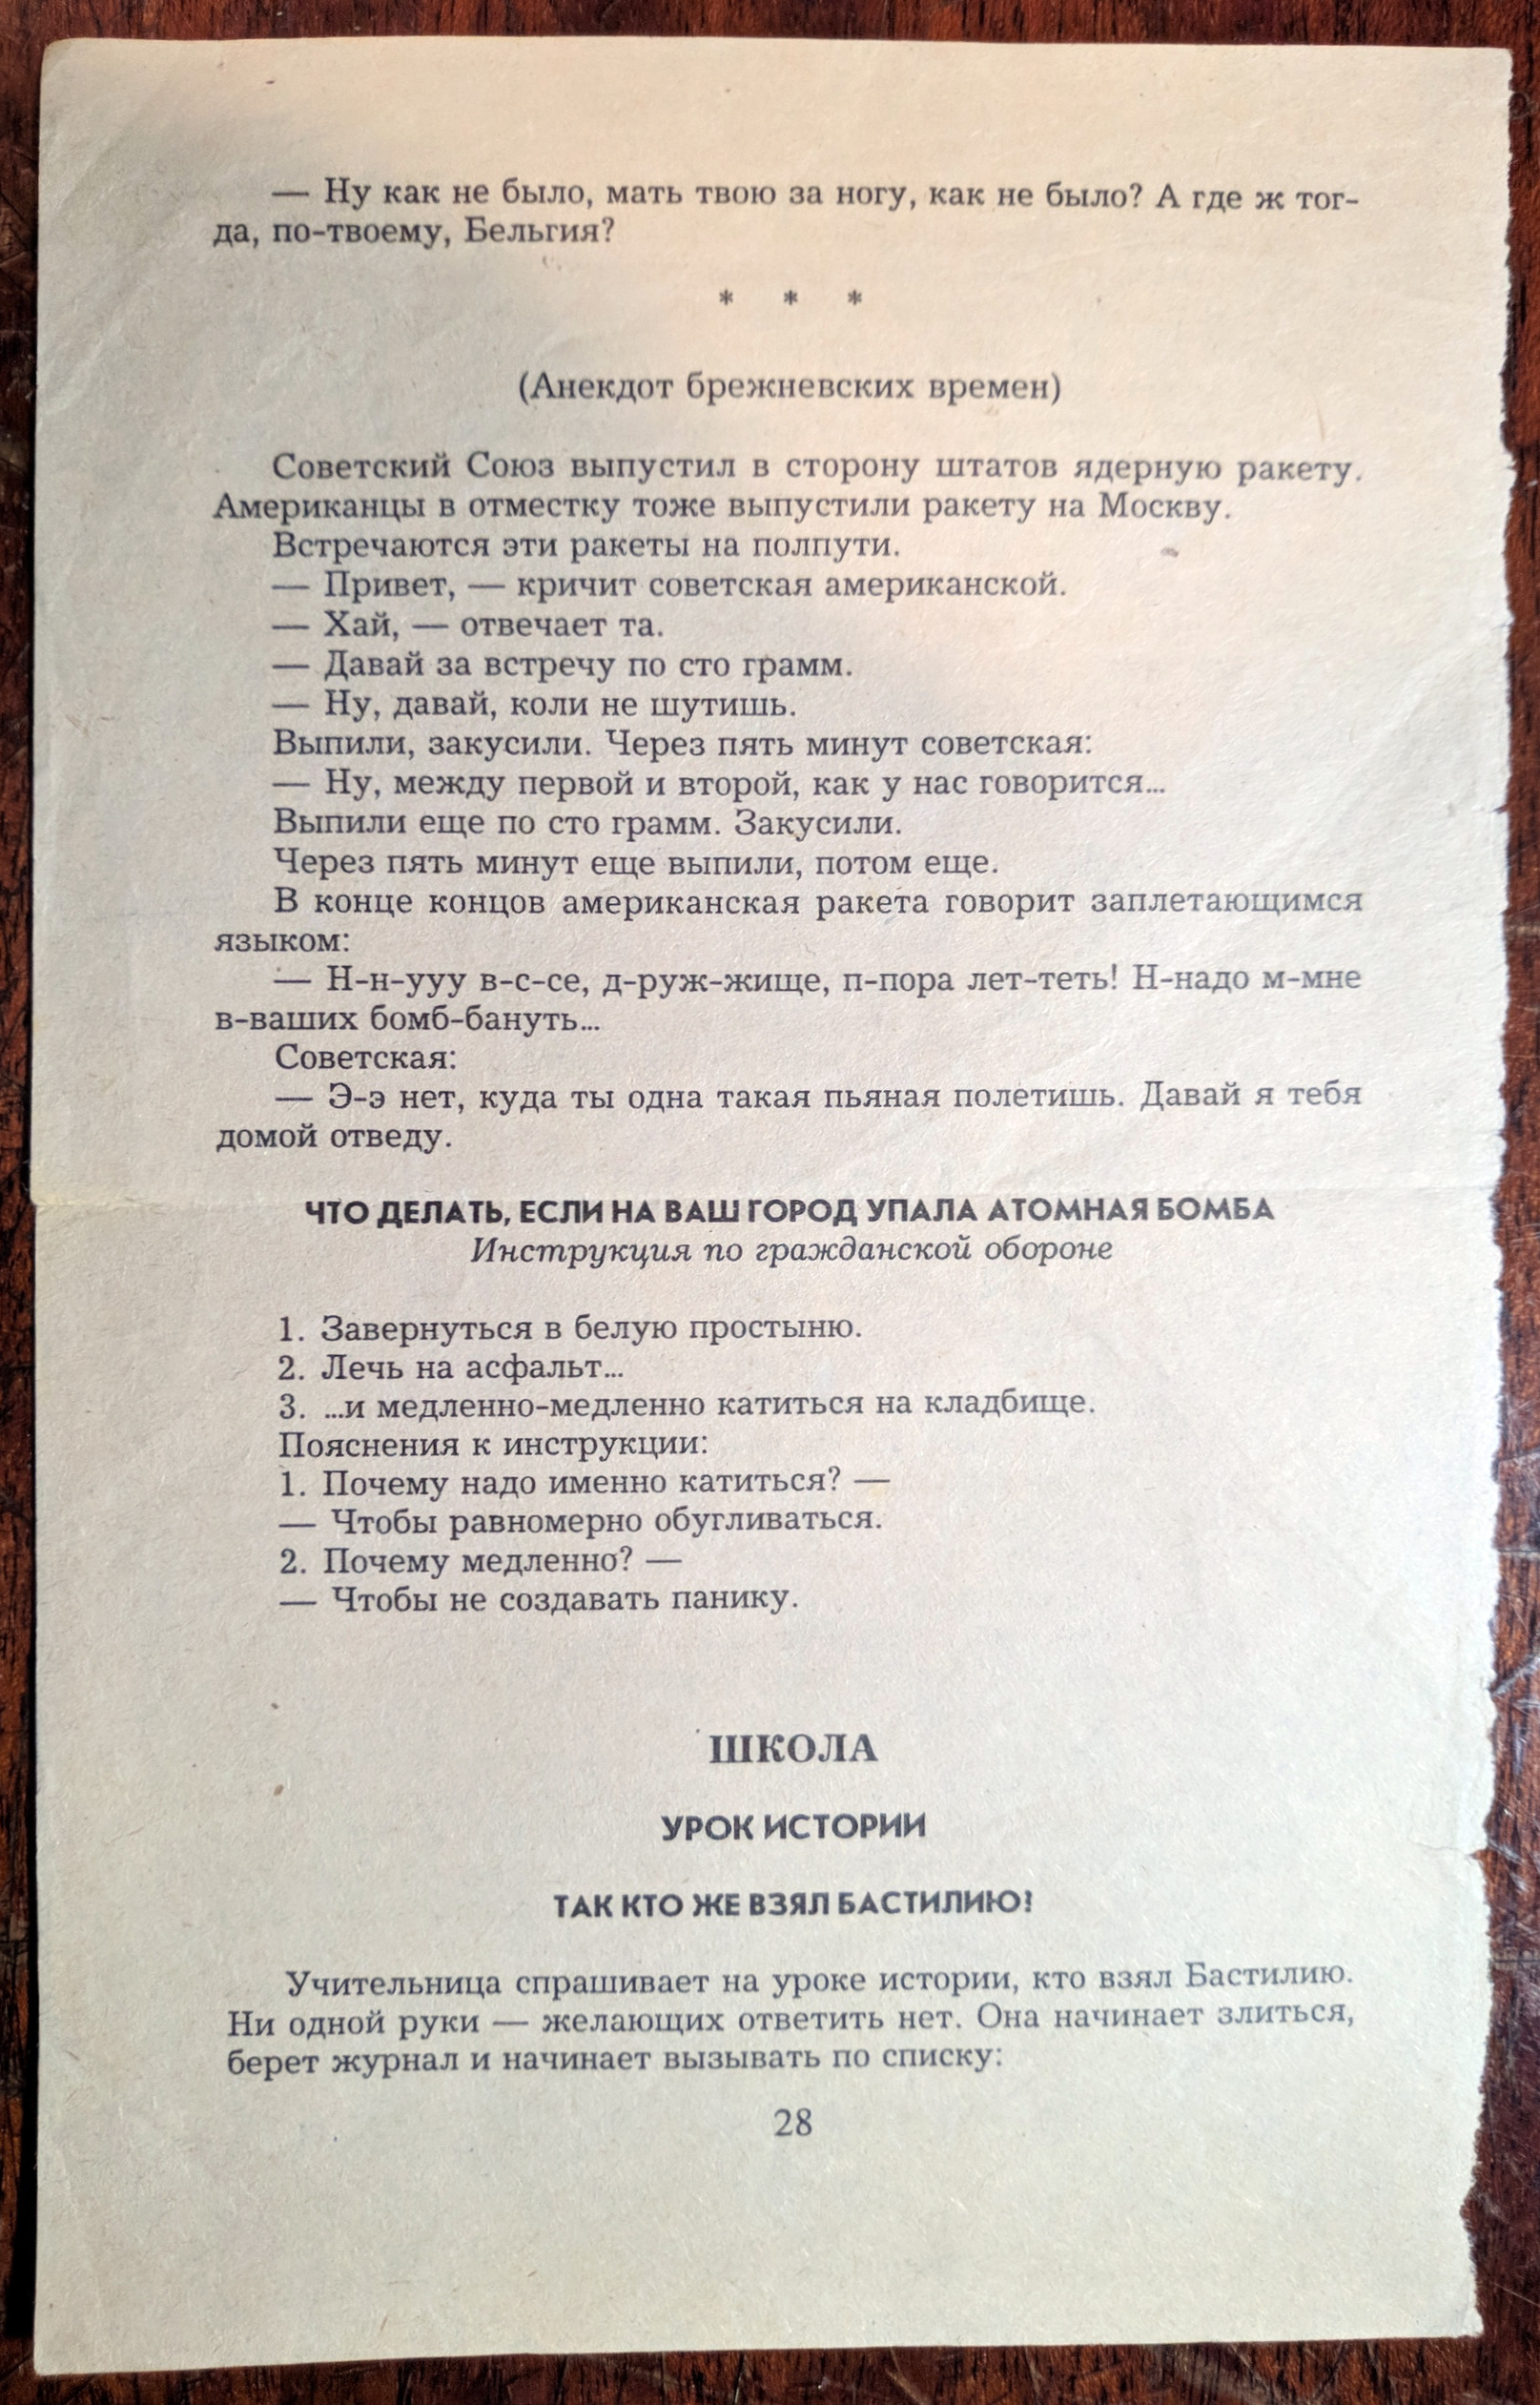 — Ну как не было, мать твою за ногу, как не было? А где ж тог-
да, по-твоему, Бельгия?
* * *
(Анекдот брежневских времен)
Советский Союз выпустил в сторону штатов ядерную ракету.
Американцы в отместку тоже выпустили ракету на Москву.
Встречаются эти ракеты на полпути.
— Привет, — кричит советская американской.
— Хай, — отвечает та.
— Давай за встречу по сто грамм.
— Ну, давай, коли не шутишь.
Выпили, закусили. Через пять минут советская:
— Ну, между первой и второй, как у нас говорится...
Выпили еще по сто грамм. Закусили.
Через пять минут еще выпили, потом еще.
В конце концов американская ракета говорит заплетающимся
языком:
— Н-н-ууу в-с-се, д-руж-жище, п-пора лет-теть! Н-надо м-мне
в-ваших бомб-бануть...
Советская:
— Э-э нет, куда ты одна такая пьяная полетишь. Давай я тебя
домой отведу.
ЧТО ДЕЛАТЬ, ЕСЛИ НА ВАШ ГОРОД УПАЛА АТОМНАЯ БОМБА
Инструкция по гражданской обороне
1. Завернуться в белую простыню.
2. Лечь на асфальт...
3. ...и медленно-медленно катиться на кладбище.
Пояснения к инструкции:
1. Почему надо именно катиться? —
— Чтобы равномерно обугливаться.
2. Почему медленно? —
— Чтобы не создавать панику.
ШКОЛА
УРОК ИСТОРИИ
ТАК КТО ЖЕ ВЗЯЛ БАСТИЛИЮ?
Учительница спрашивает на уроке истории, кто взял Бастилию.
Ни одной руки — желающих ответить нет. Она начинает злиться,
берет журнал и начинает вызывать по списку:
28